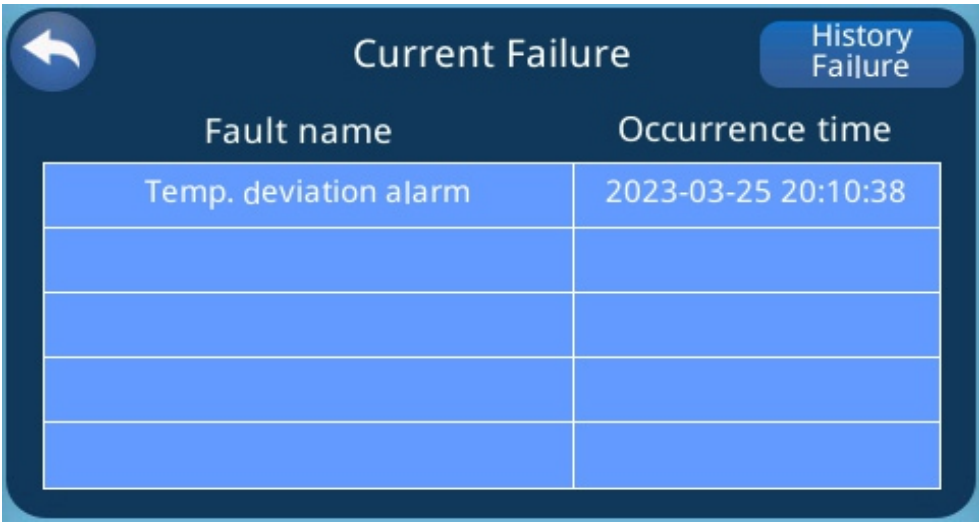 Current Failure
History
Failure
Fault name
Occurrence time
Temp. deviation alarm
2023-03-25 20:10:38